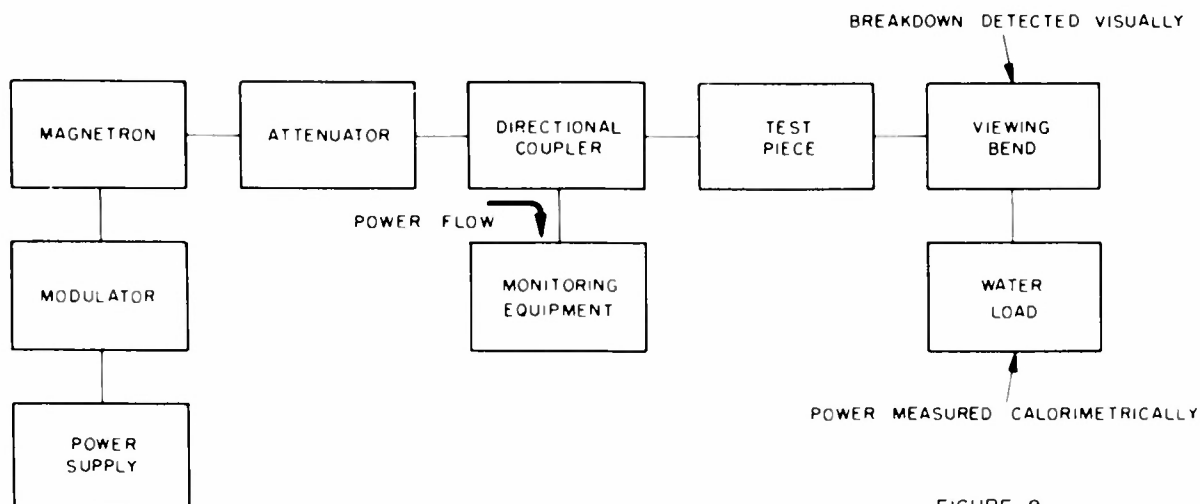 BREAKDOWN DETECTED VISUALLY
MAGNETRON
ATTENUATOR
DIRECTIONAL
COUPLER
TEST
PIECE
VIEWING
BEND
POWER FLOW
MODULATOR
MONITORING
EQUIPMENT
WATER
LOAD
POWER MEASURED CALORIMETRICALLY
POWER
SUPPLY